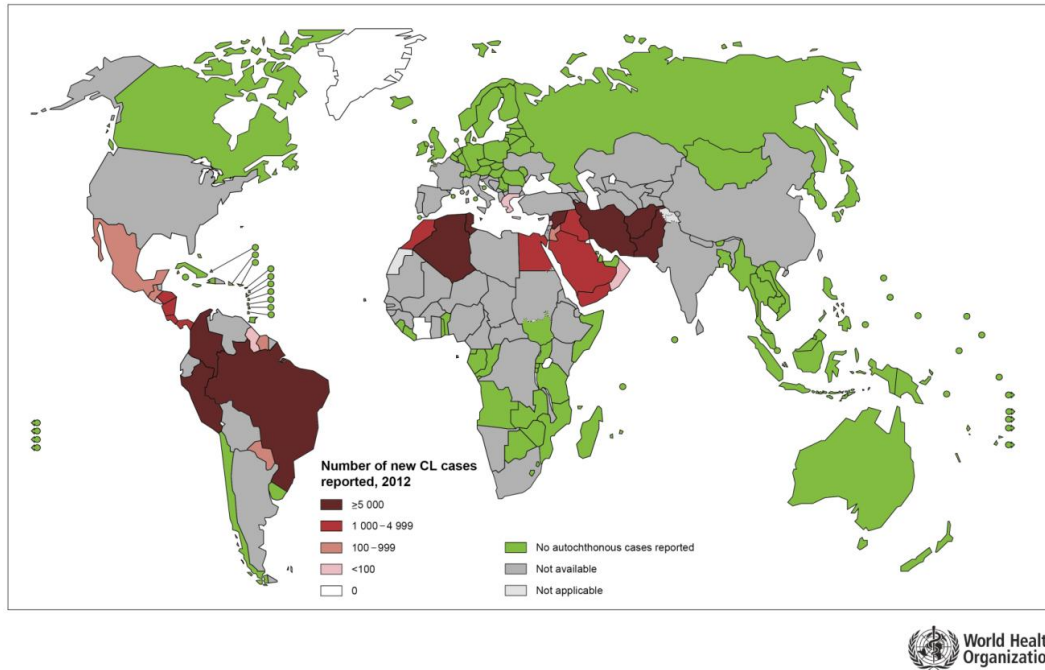 Number of new CL cases
reported, 2012
≥5 000
1 000 – 4 999
100 – 999
<100
0
No autochthonous cases reported
Not available
Not applicable
World Healt
Organizatio